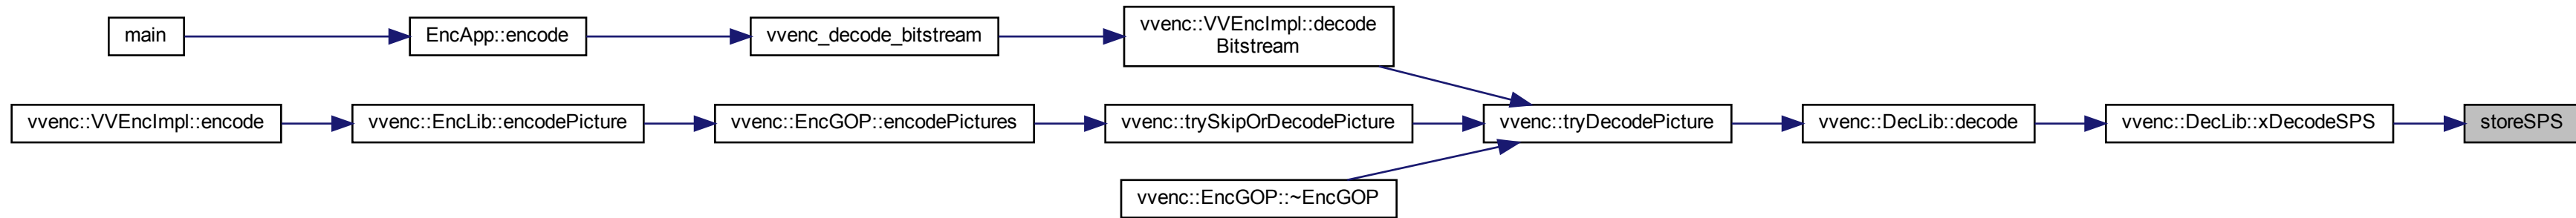 main
EncApp::encode
vvenc_decode_bitstream
vvenc::VVEncImpl::decode
Bitstream
vvenc::VVEncImpl::encode
vvenc::EncLib::encodePicture
vvenc::EncGOP::encodePictures
vvenc::trySkipOrDecodePicture
vvenc::tryDecodePicture
vvenc::DecLib::decode
vvenc::DecLib::xDecodeSPS
storeSPS
vvenc::EncGOP::~EncGOP